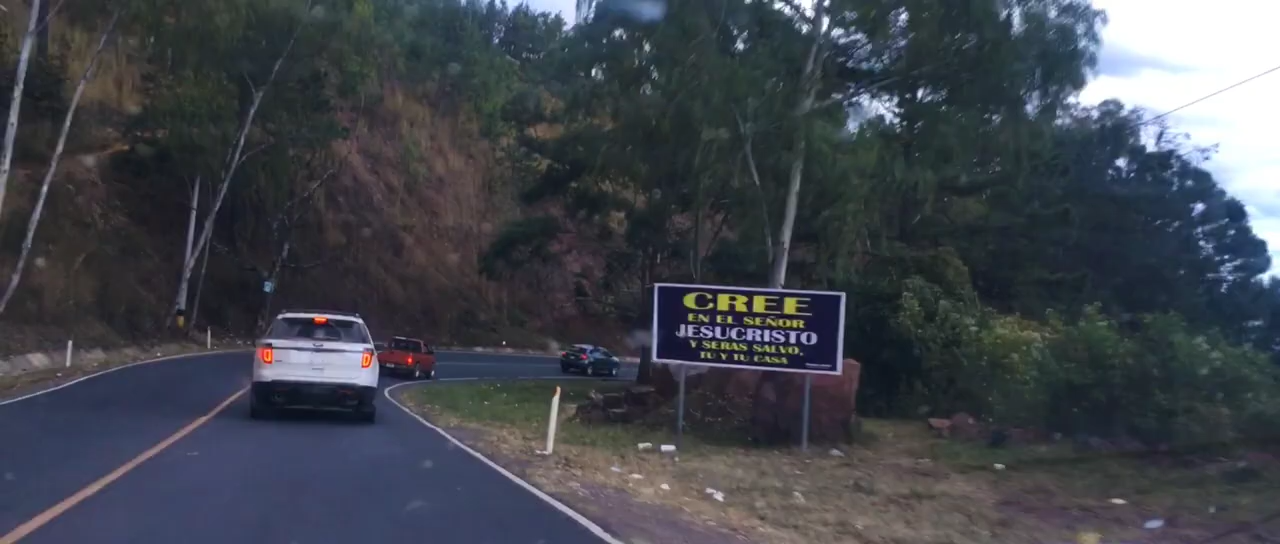 CREE
EN EL SEÑOR
JESUCRISTO
Y SERAS SALVO,
TU Y TU CASA